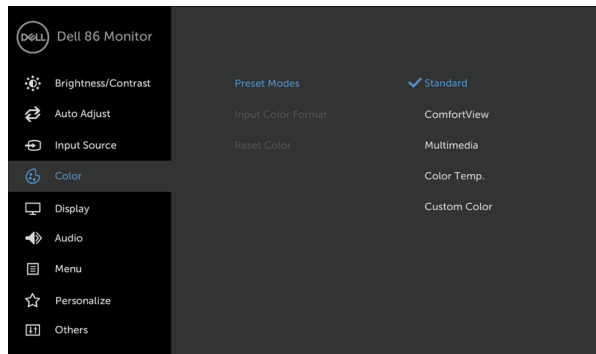 DELL Dell 86 Monitor
Brightness/Contrast
Auto Adjust
Input Source
Color
Display
Audio
Menu
Personalize
Others
Preset Modes
Input Color Format
Reset Color
Standard
ComfortView
Multimedia
Color Temp.
Custom Color